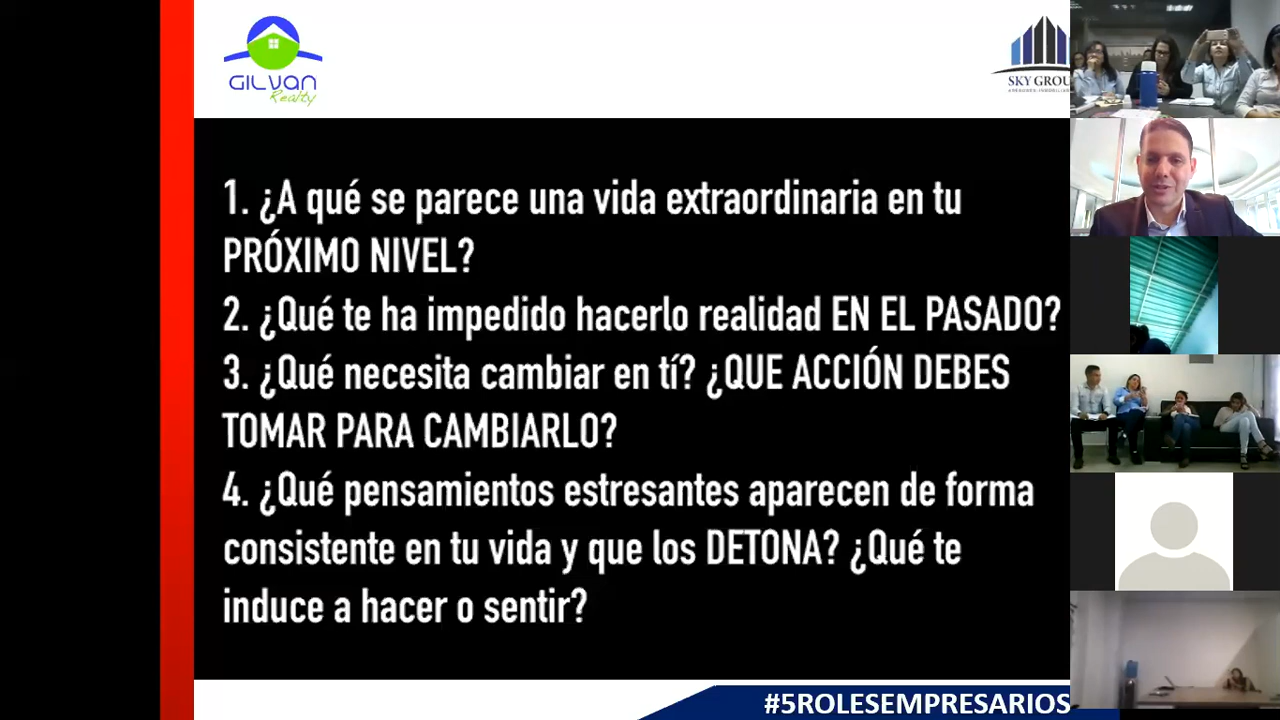 GILVAN
Realty
SKY GROU
1. ¿A qué se parece una vida extraordinaria en tu
PRÓXIMO NIVEL?
2. ¿Qué te ha impedido hacerlo realidad EN EL PASADO?
3. ¿Qué necesita cambiar en tí? ¿QUE ACCIÓN DEBES
TOMAR PARA CAMBIARLO?
4. ¿Qué pensamientos estresantes aparecen de forma
consistente en tu vida y que los DETONA? ¿Qué te
induce a hacer o sentir?
#5ROLESEMPRESARIOS